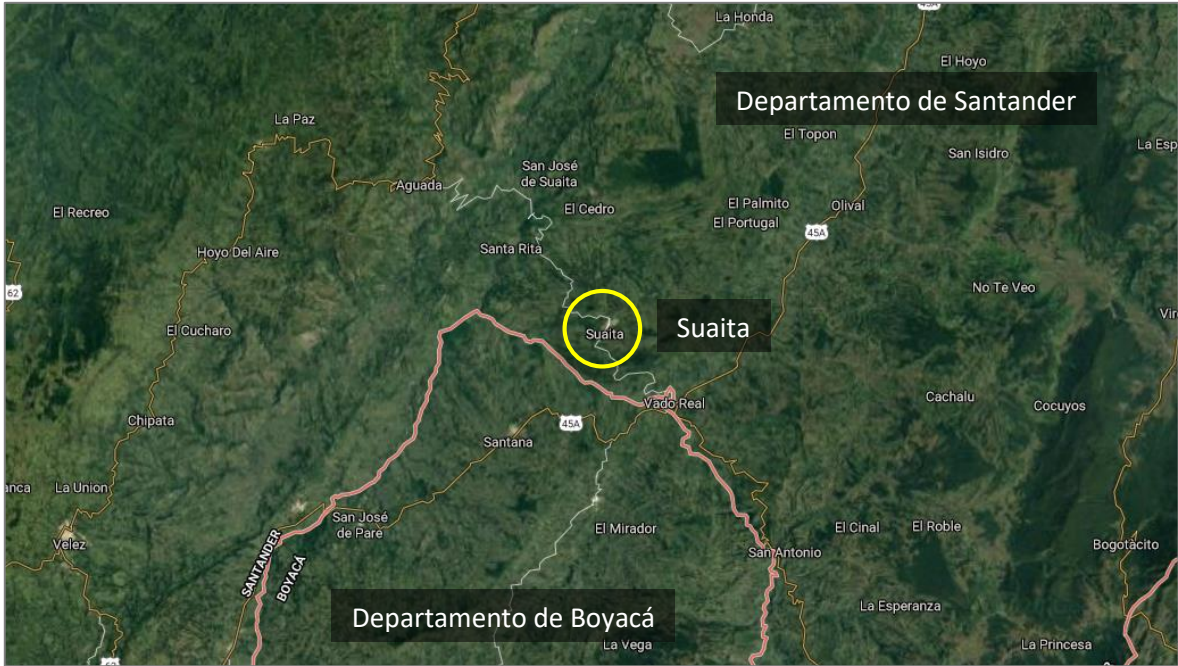 45A
La Honda
El Hoyo
Departamento de Santander
La Paz
El Topon
La Esp
San Isidro
San José
de Suaita
Aguada
El Palmito
Olival
El Recreo
El Cedro
El Portugal
45A
Santa Rita
Hoyo Del Aire
62
No Te Veo
Viro
El Cucharo
Suaita
Suaita
Vado Real
Cachalu
Cocuyos
Chipata
45A
Santana
anca
La Unión
San José
de Pare
El Mirador
El Cinal
El Roble
Velez
SANTANDER
BOYACÁ
San Antonio
Bogotacito
La Esperanza
Departamento de Boyacá
La Vega
La Princesa